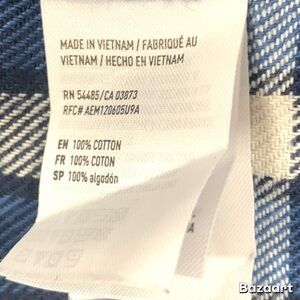 MADE IN VIETNAM / FABRIQUÉ AU
VIETNAM / HECHO EN VIETNAM
RN 54485/CA 03873
RFC# AEM120605U9A
EN 100% COTTON
FR 100% COTON
SP 100% algodón
A
Bazaart